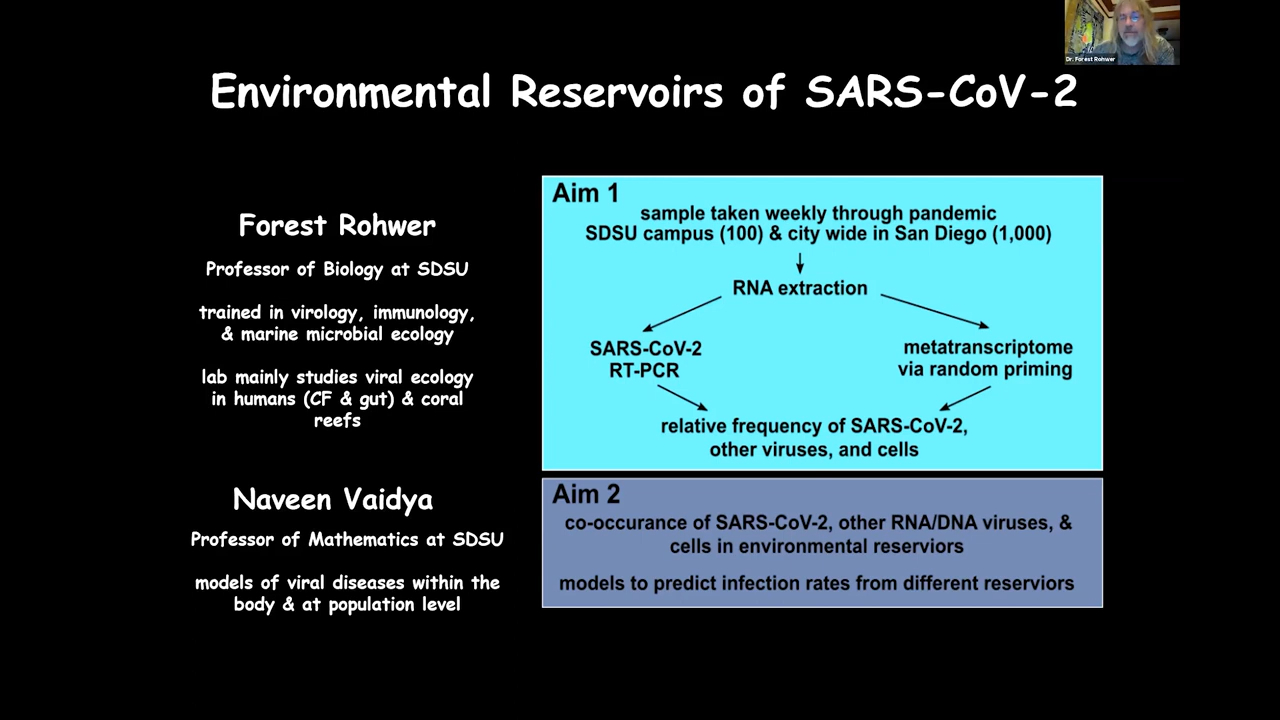 Dr. Forest Rohwer
Environmental Reservoirs of SARS-CoV-2
Forest Rohwer
Professor of Biology at SDSU
trained in virology, immunology,
& marine microbial ecology
lab mainly studies viral ecology
in humans (CF & gut) & coral
reefs
Naveen Vaidya
Professor of Mathematics at SDSU
models of viral diseases within the
body & at population level
Aim 1
sample taken weekly through pandemic
SDSU campus (100) & city wide in San Diego (1,000)
RNA extraction
SARS-CoV-2
RT-PCR
metatranscriptome
via random priming
relative frequency of SARS-CoV-2,
other viruses, and cells
Aim 2
co-occurance of SARS-CoV-2, other RNA/DNA viruses, &
cells in environmental reserviors
models to predict infection rates from different reserviors